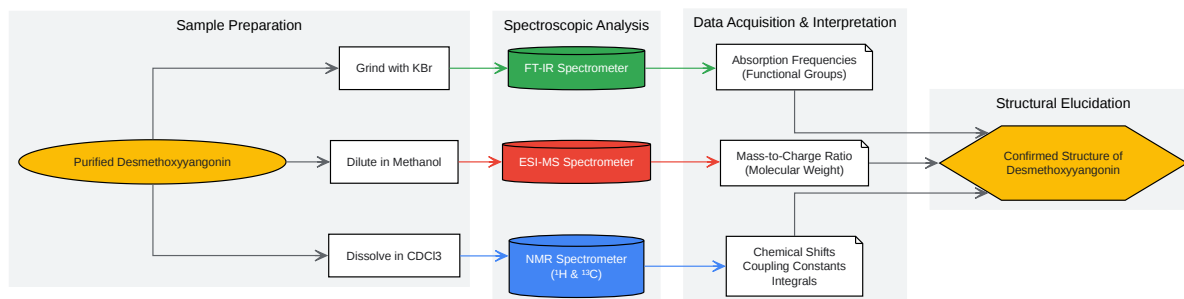 Sample Preparation
Spectroscopic Analysis
Data Acquisition & Interpretation
Structural Elucidation
Purified Desmethoxyyangonin
Grind with KBr
FT-IR Spectrometer
Absorption Frequencies
(Functional Groups)
Dilute in Methanol
ESI-MS Spectrometer
Mass-to-Charge Ratio
(Molecular Weight)
Dissolve in CDCl3
NMR Spectrometer
(¹H & ¹³C)
Chemical Shifts
Coupling Constants
Integrals
Confirmed Structure of
Desmethoxyyangonin